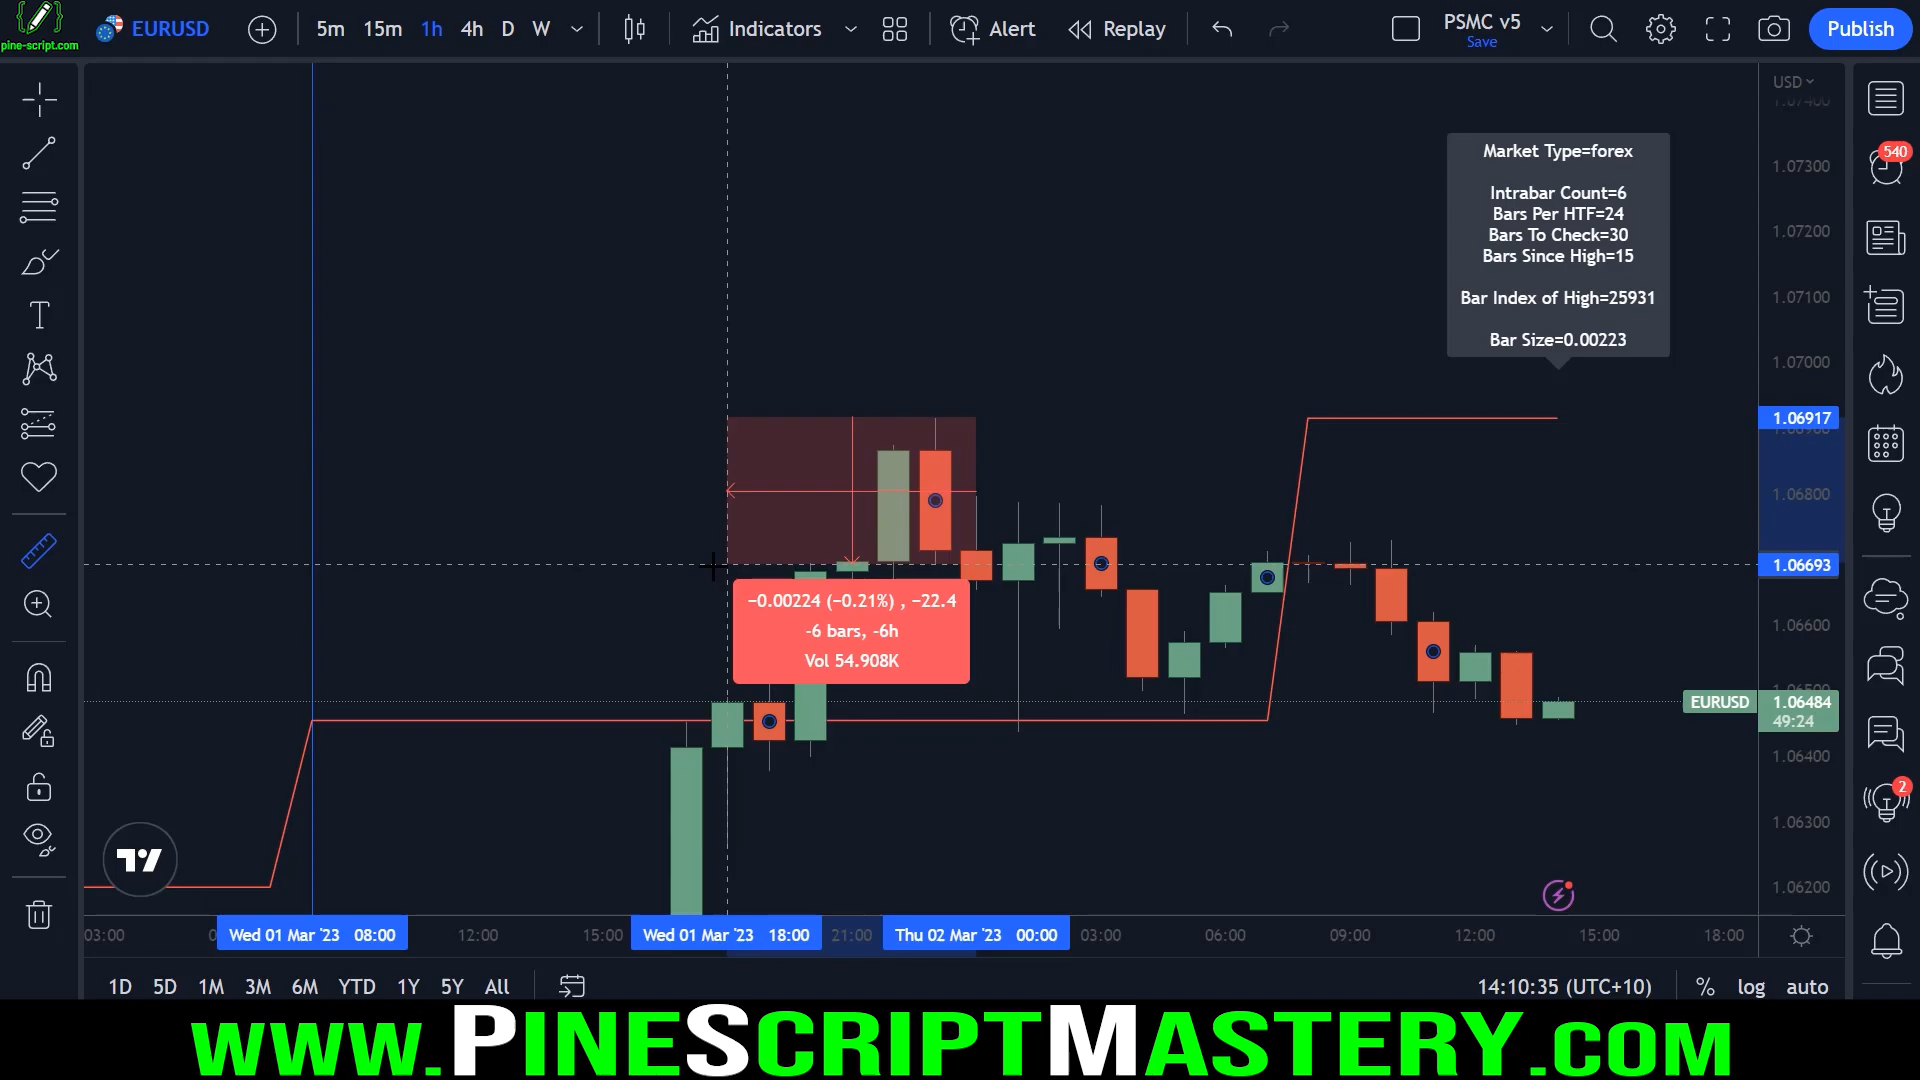 pine-script.com
EURUSD
5m 15m 1h 4h D W
Indicators
Alert
Replay
PSMC v5
Save
Publish
USD
540
Market Type=forex
Intrabar Count=6
Bars Per HTF=24
Bars To Check=30
Bars Since High=15
Bar Index of High=25931
Bar Size=0.00223
1.07400
1.07300
1.07200
1.07100
1.07000
1.06917
1.06800
1.06693
1.06600
EURUSD 1.06484
49:24
1.06400
1.06300
1.06200
−0.00224 (−0.21%) , −22.4
-6 bars, -6h
Vol 54.908K
2
03:00 Wed 01 Mar '23 08:00 12:00 15:00 Wed 01 Mar '23 18:00 21:00 Thu 02 Mar '23 00:00 03:00 06:00 09:00 12:00 15:00 18:00
1D 5D 1M 3M 6M YTD 1Y 5Y All
14:10:35 (UTC+10) % log auto
www.PineScriptMastery.com